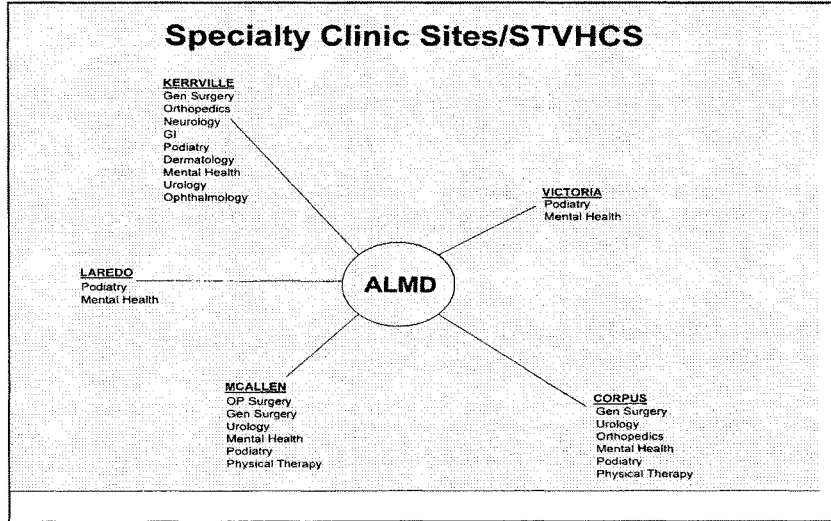 Specialty Clinic Sites/STVHCS
KERRVILLE
Gen Surgery
Orthopedics
Neurology
GI
Podiatry
Dermatology
Mental Health
Urology
Ophthalmology
VICTORIA
Podiatry
Mental Health
LAREDO
Podiatry
Mental Health
ALMD
MCALLEN
OP Surgery
Gen Surgery
Urology
Mental Health
Podiatry
Physical Therapy
CORPUS
Gen Surgery
Urology
Orthopedics
Mental Health
Podiatry
Physical Therapy